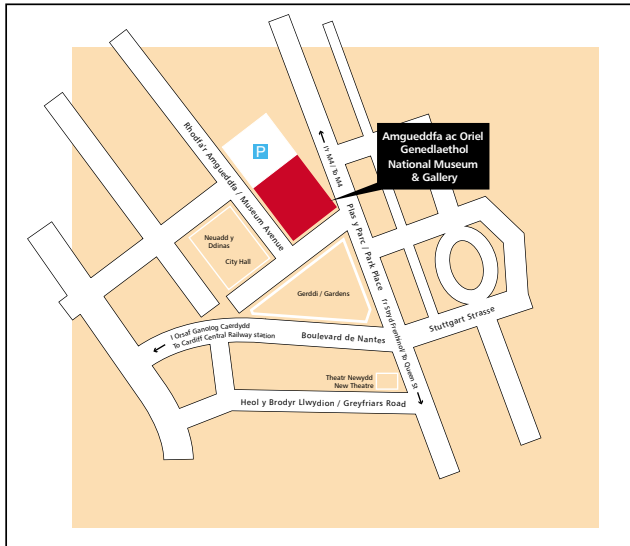 Rhodfa'r Amgueddfa / Museum Avenue
P
I'r M4 / To M4
Amgueddfa ac Oriel
Genedlaethol
National Museum
& Gallery
Plas y Parc / Park Place
Neuadd y
Ddinas
City Hall
Gerddi / Gardens
I'r Stryd Frenhinol/ To Queen St
Stuttgart Strasse
I Orsaf Ganolog Caerdydd
To Cardiff Central Railway station
Boulevard de Nantes
Theatr Newydd
New Theatre
Heol y Brodyr Llwydion / Greyfriars Road